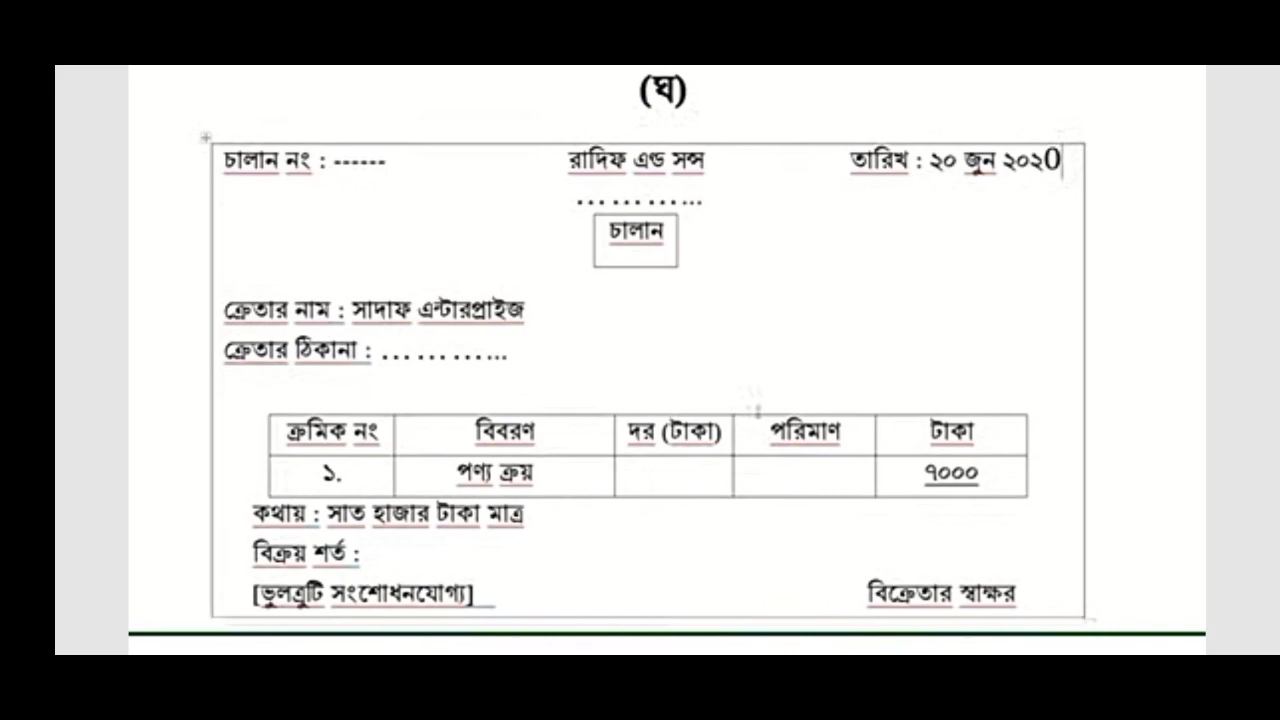 (ঘ)
চালান নং : ------ রাদিফ এন্ড সন্স তারিখ : ২০ জুন ২০২0
…………...
চালান
ক্রেতার নাম : সাদাফ এন্টারপ্রাইজ
ক্রেতার ঠিকানা : …………...
ক্রমিক নং বিবরণ দর (টাকা) পরিমাণ টাকা
১. পণ্য ক্রয় ৭০০০
কথায় : সাত হাজার টাকা মাত্র
বিক্রয় শর্ত :
[ভুলত্রুটি সংশোধনযোগ্য] বিক্রেতার স্বাক্ষর